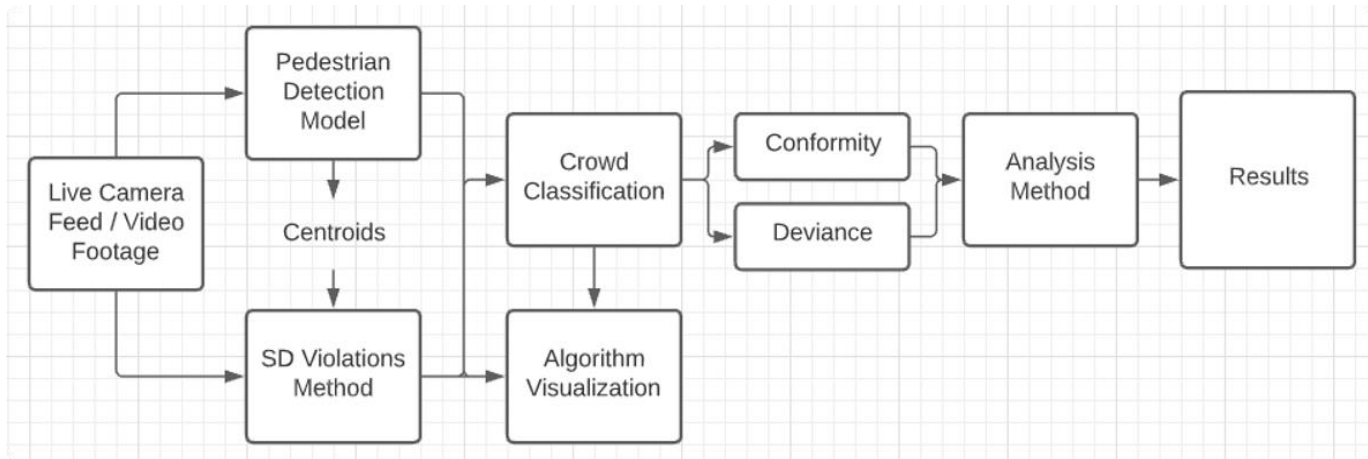 Live Camera
Feed / Video
Footage
Pedestrian
Detection
Model
Centroids
SD Violations
Method
Crowd
Classification
Algorithm
Visualization
Conformity
Deviance
Analysis
Method
Results